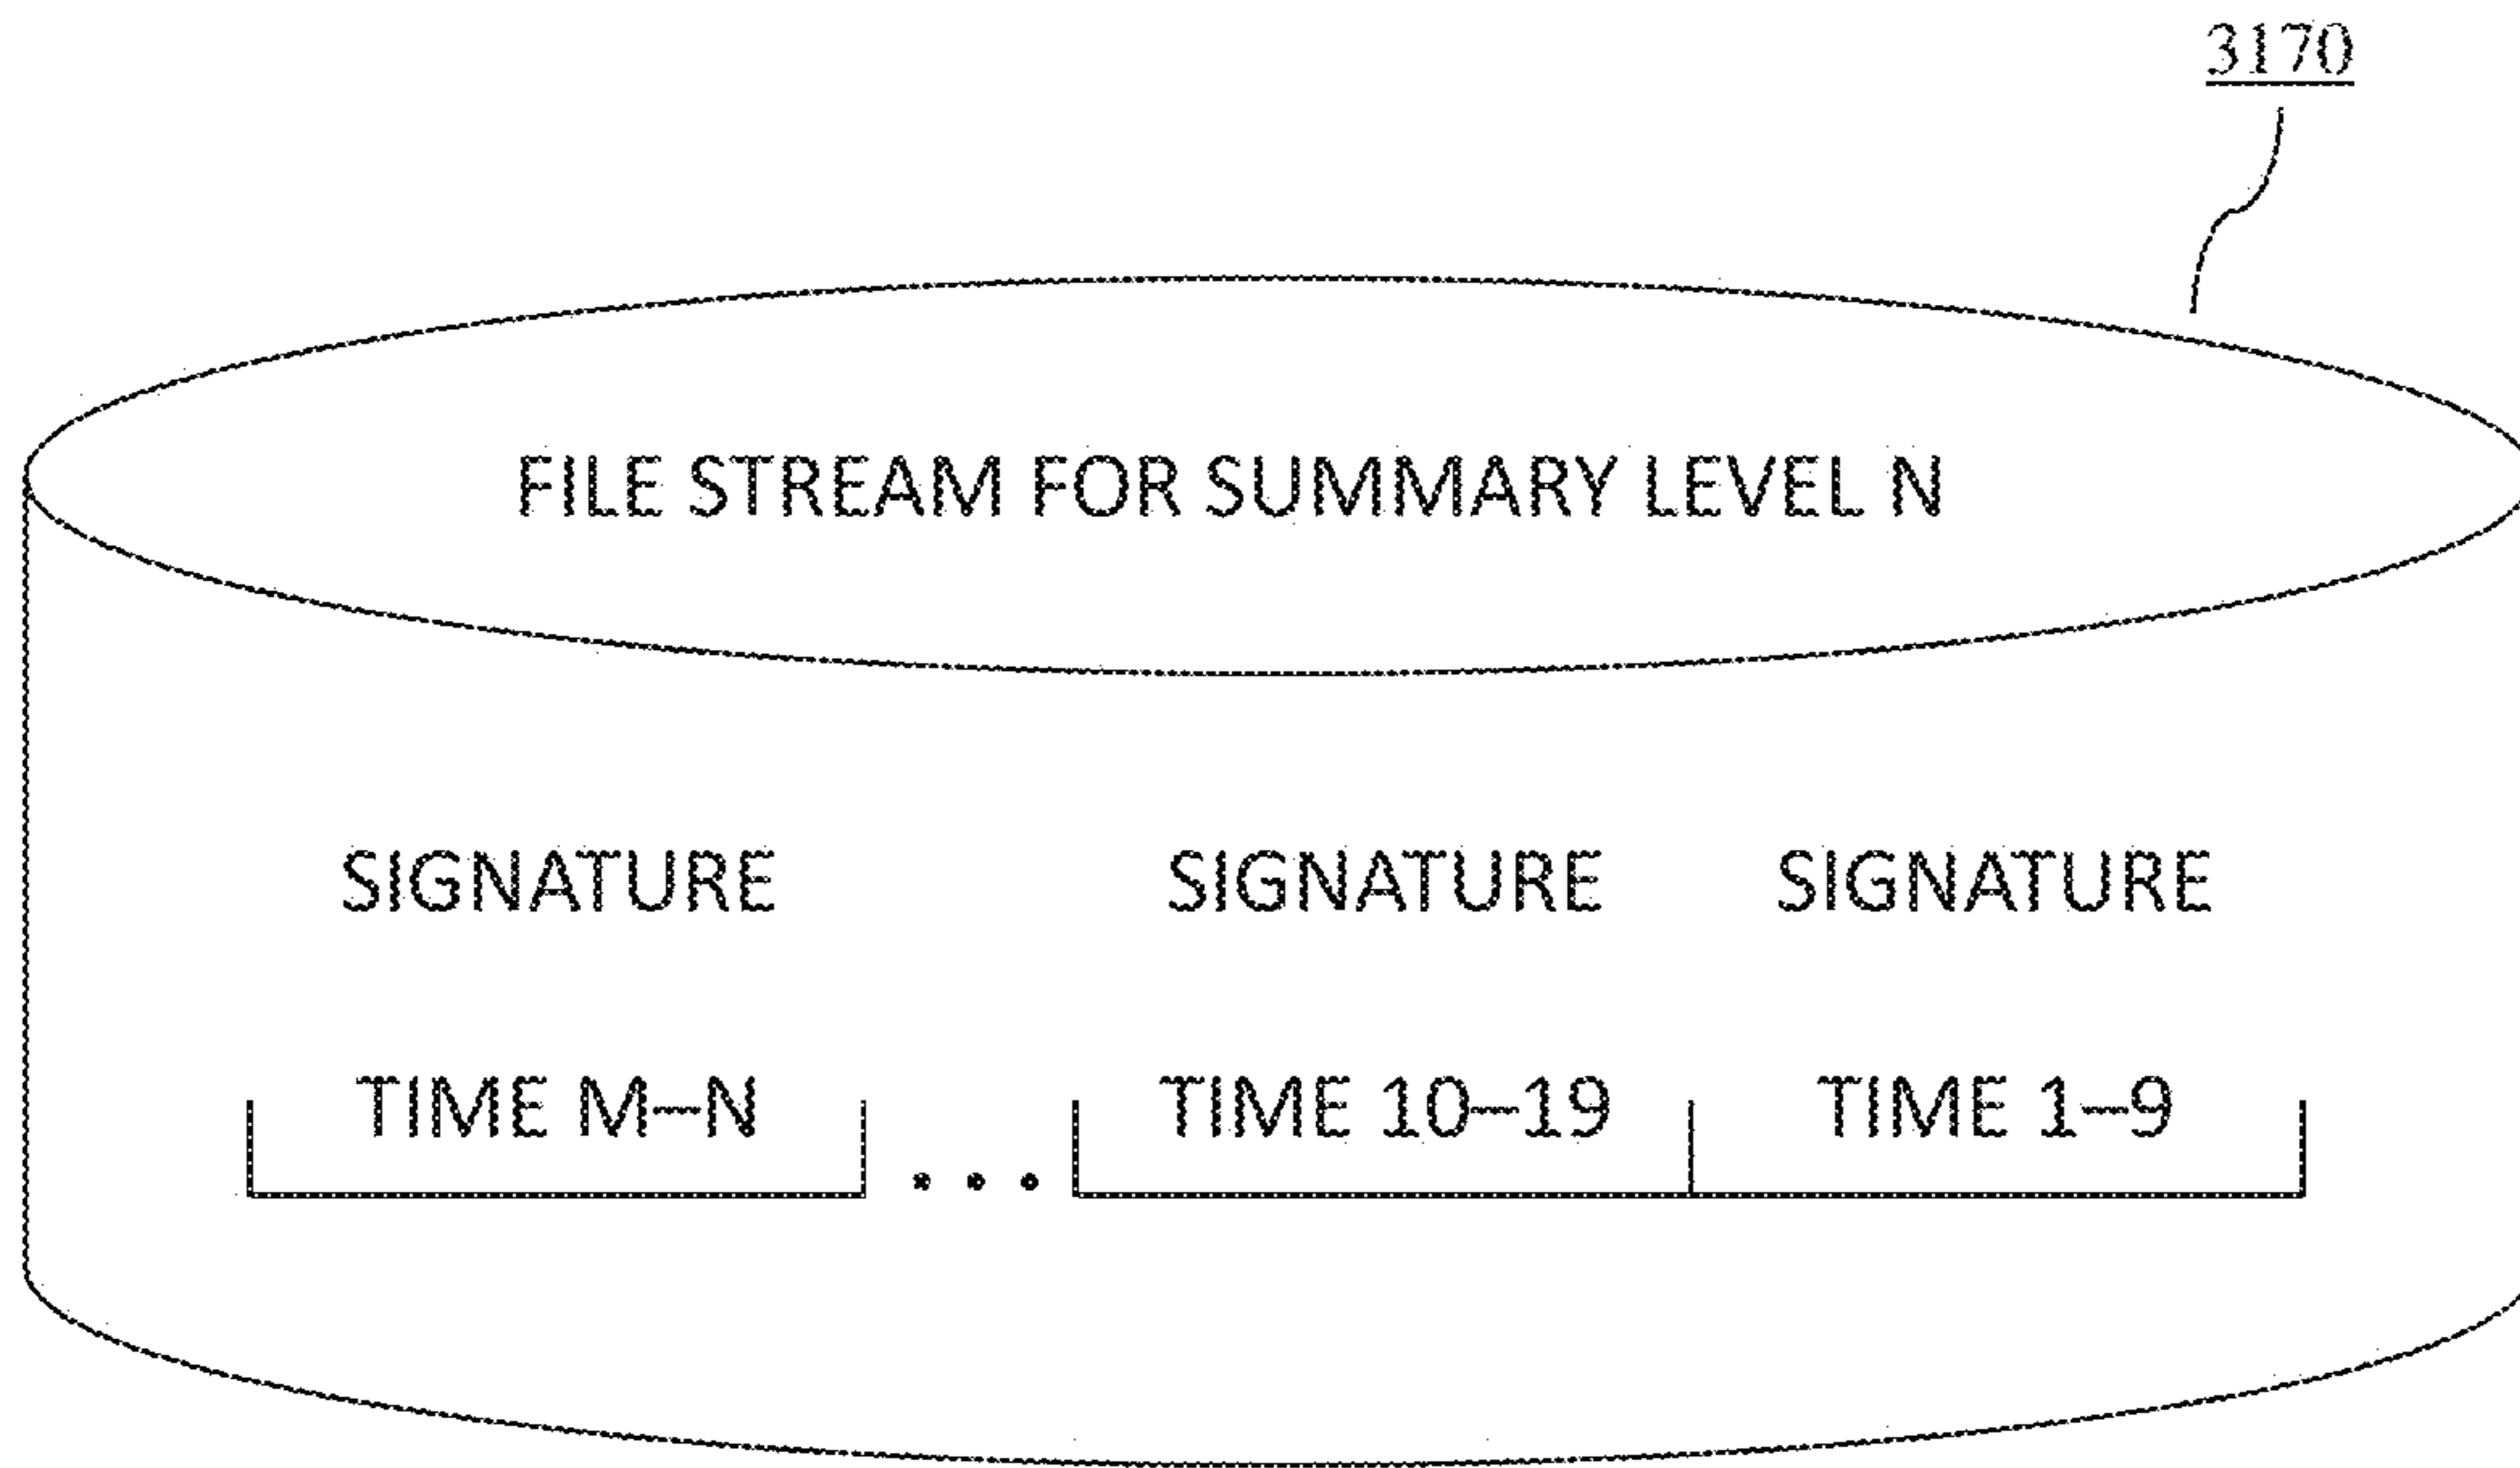 3170
FILE STREAM FOR SUMMARY LEVEL N
SIGNATURE SIGNATURE SIGNATURE
TIME M–N ... TIME 10–19 TIME 1–9